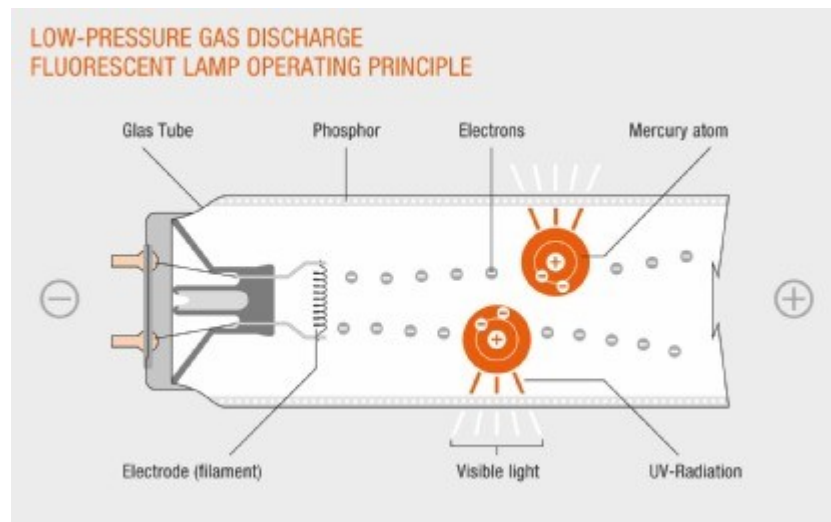 LOW-PRESSURE GAS DISCHARGE
FLUORESCENT LAMP OPERATING PRINCIPLE
Glas Tube
Phosphor
Electrons
Mercury atom
Electrode (filament)
Visible light
UV-Radiation